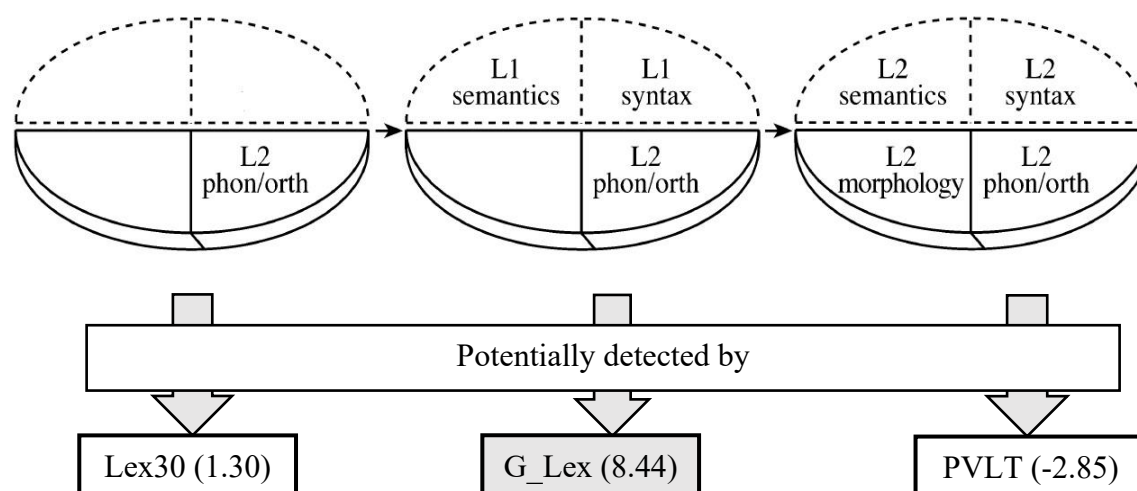 L1 semantics
L1 syntax
L2 semantics
L2 syntax
L2 phon/orth
L2 phon/orth
L2 morphology
L2 phon/orth
Potentially detected by
Lex30 (1.30)
G_Lex (8.44)
PVLT (-2.85)